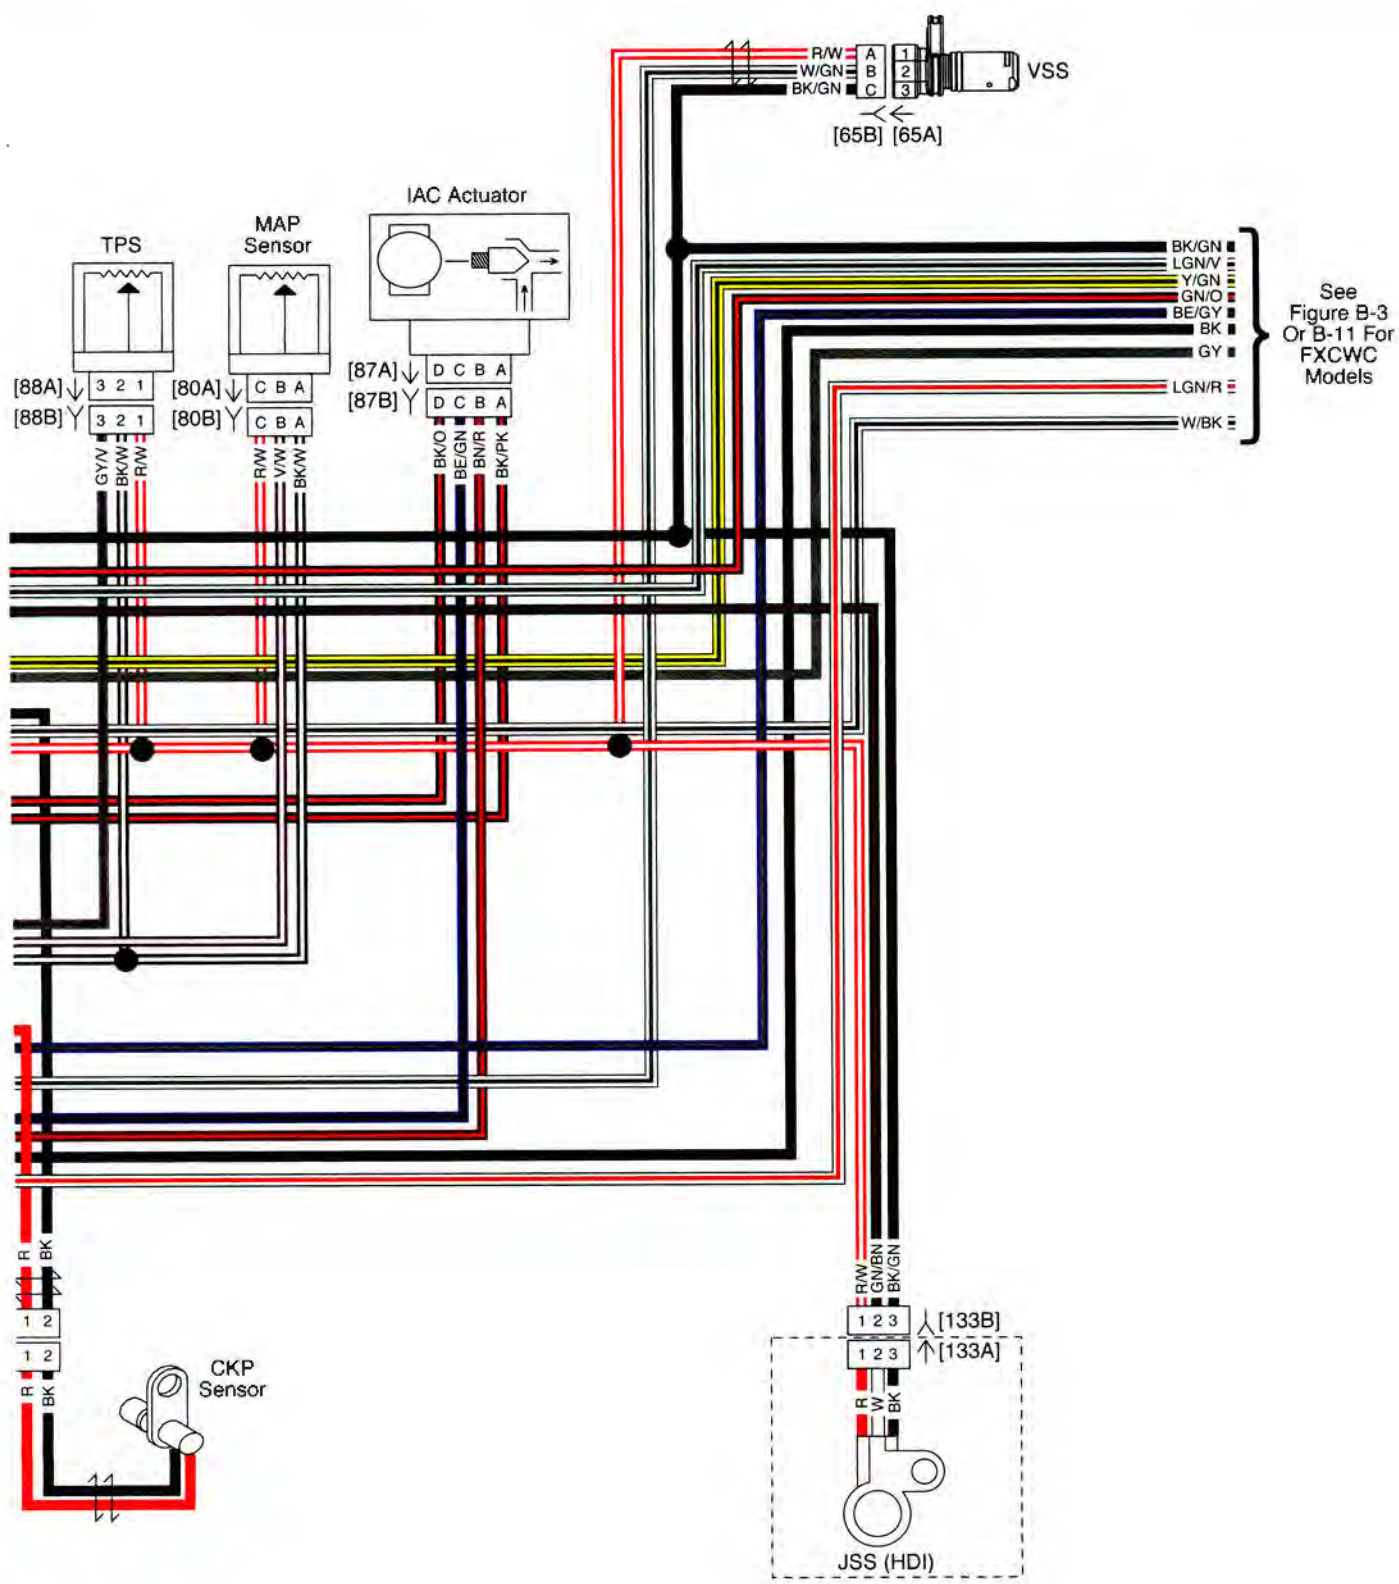 R/W A 1
W/GN B 2 VSS
BK/GN C 3
[65B] [65A]
IAC Actuator
MAP
Sensor
TPS
BK/GN
LGN/V
Y/GN
GN/O
BE/GY
BK
GY
LGN/R
W/BK
See
Figure B-3
Or B-11 For
FXCWC
Models
[88A] 3 2 1
[88B] 3 2 1
GY/V BK/W R/W
[80A] C B A
[80B] C B A
R/W V/W BK/W
[87A] D C B A
[87B] D C B A
BK/O BE/GN BN/R BK/PK
R BK
1 2
1 2
R BK
CKP
Sensor
R/W GN/BN BK/GN
1 2 3 [133B]
1 2 3 [133A]
R W BK
JSS (HDI)